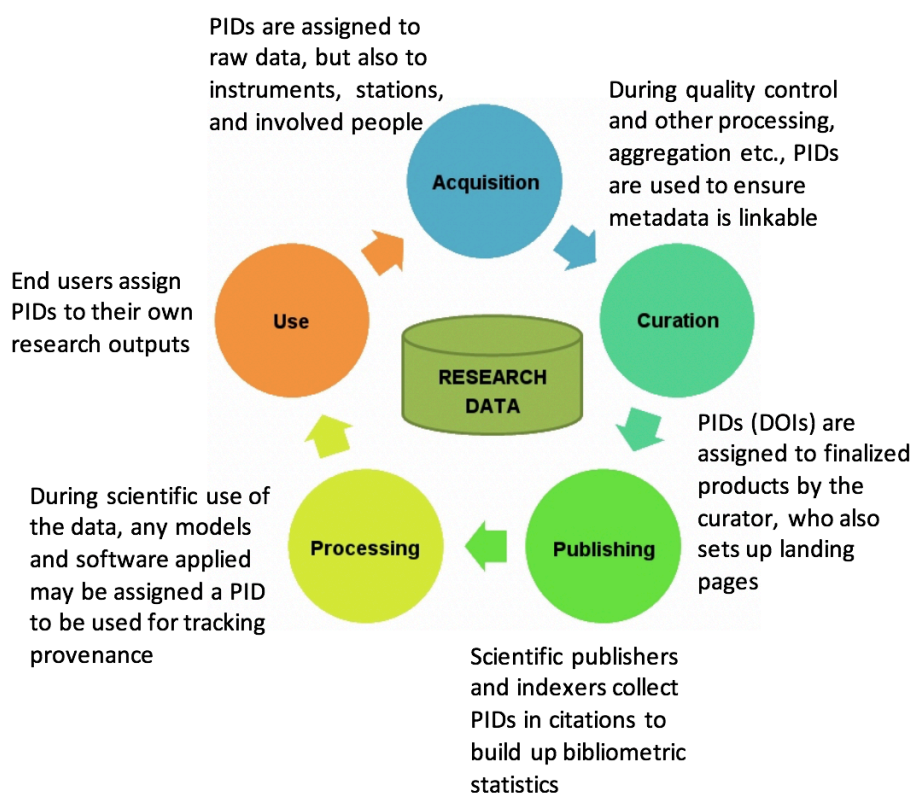 PIDs are assigned to
raw data, but also to
instruments, stations,
and involved people
Acquisition
During quality control
and other processing,
aggregation etc., PIDs
are used to ensure
metadata is linkable
Curation
PIDs (DOIs) are
assigned to finalized
products by the
curator, who also
sets up landing
pages
Publishing
Scientific publishers
and indexers collect
PIDs in citations to
build up bibliometric
statistics
Processing
During scientific use of
the data, any models
and software applied
may be assigned a PID
to be used for tracking
provenance
Use
End users assign
PIDs to their own
research outputs
RESEARCH
DATA